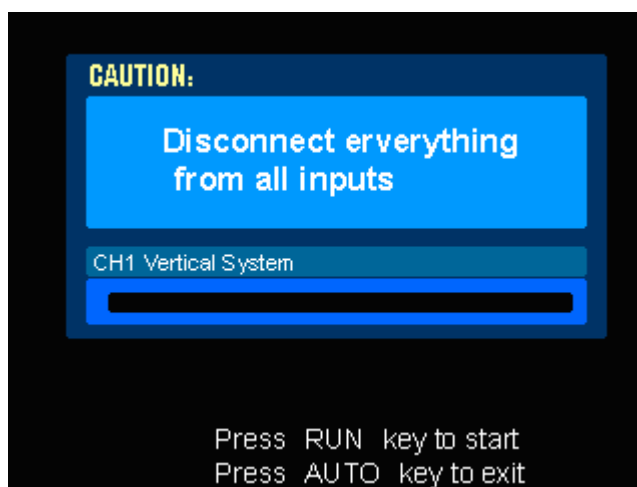 CAUTION:
Disconnect erverything
from all inputs
CH1 Vertical System
Press RUN key to start
Press AUTO key to exit